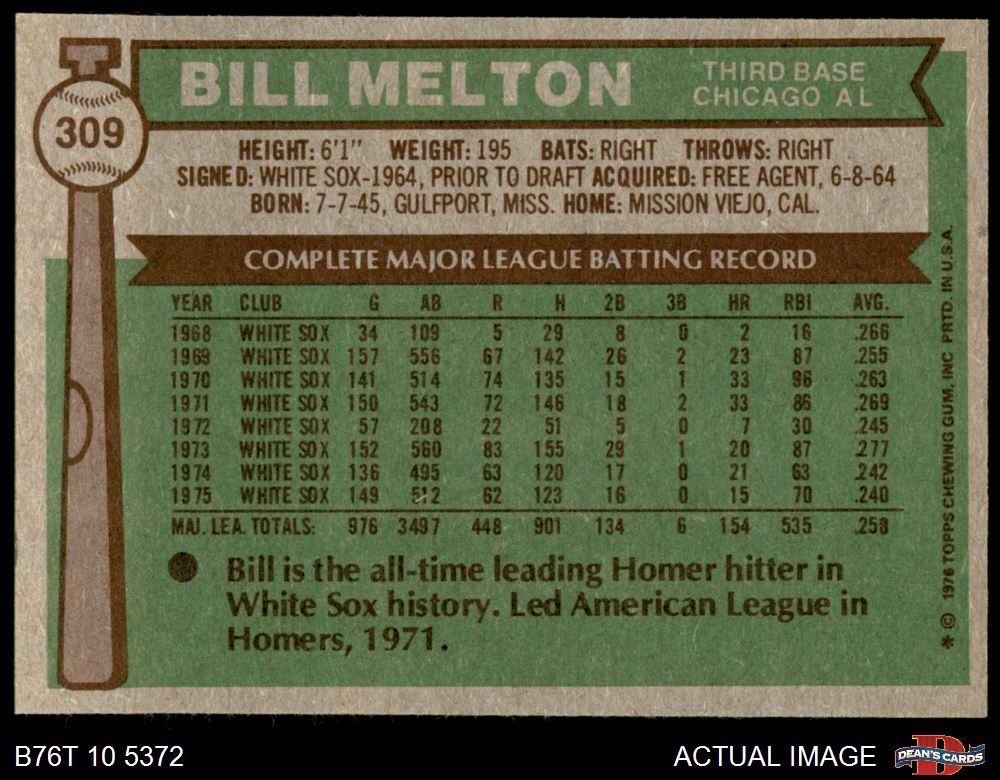 309
BILL MELTON
THIRD BASE
CHICAGO A L
HEIGHT: 6'1" WEIGHT: 195 BATS: RIGHT THROWS: RIGHT
SIGNED: WHITE SOX-1964, PRIOR TO DRAFT ACQUIRED: FREE AGENT, 6-8-64
BORN: 7-7-45, GULFPORT, MISS. HOME: MISSION VIEJO, CAL.
COMPLETE MAJOR LEAGUE BATTING RECORD
YEAR CLUB G AB R H 2B 3B HR RBI AVG.
1968 WHITE SOX 34 109 5 29 8 0 2 16 .266
1969 WHITE SOX 157 556 67 142 26 2 23 87 .255
1970 WHITE SOX 141 514 74 135 15 1 33 96 .263
1971 WHITE SOX 150 543 72 146 18 2 33 86 .269
1972 WHITE SOX 57 208 22 51 5 0 7 30 .245
1973 WHITE SOX 152 560 83 155 29 1 20 87 .277
1974 WHITE SOX 136 495 63 120 17 0 21 63 .242
1975 WHITE SOX 149 512 62 123 16 0 15 70 .240
MAJ. LEA. TOTALS: 976 3497 448 901 134 6 154 535 .258
Bill is the all-time leading Homer hitter in
White Sox history. Led American League in
Homers, 1971.
* © 1976 TOPPS CHEWING GUM, INC PRTD. IN U.S.A.
B76T 10 5372
ACTUAL IMAGE
DEAN'S CARDS